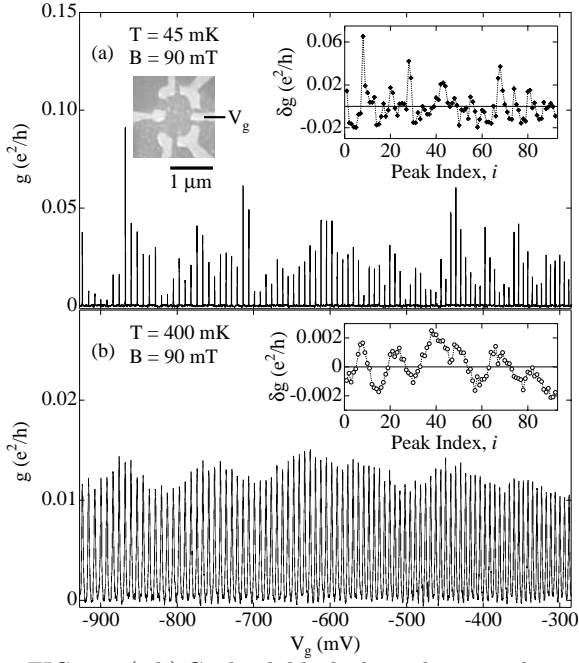 (a)
T = 45 mK
B = 90 mT
V_g
1 μm
0.15
0.10
0.05
0
g (e²/h)
0.06
0.02
-0.02
δg (e²/h)
0 20 40 60 80
Peak Index, i
(b)
T = 400 mK
B = 90 mT
0.02
0.01
0
g (e²/h)
0.002
0
-0.002
δg (e²/h)
0 20 40 60 80
Peak Index, i
-900 -800 -700 -600 -500 -400 -300
V_g (mV)